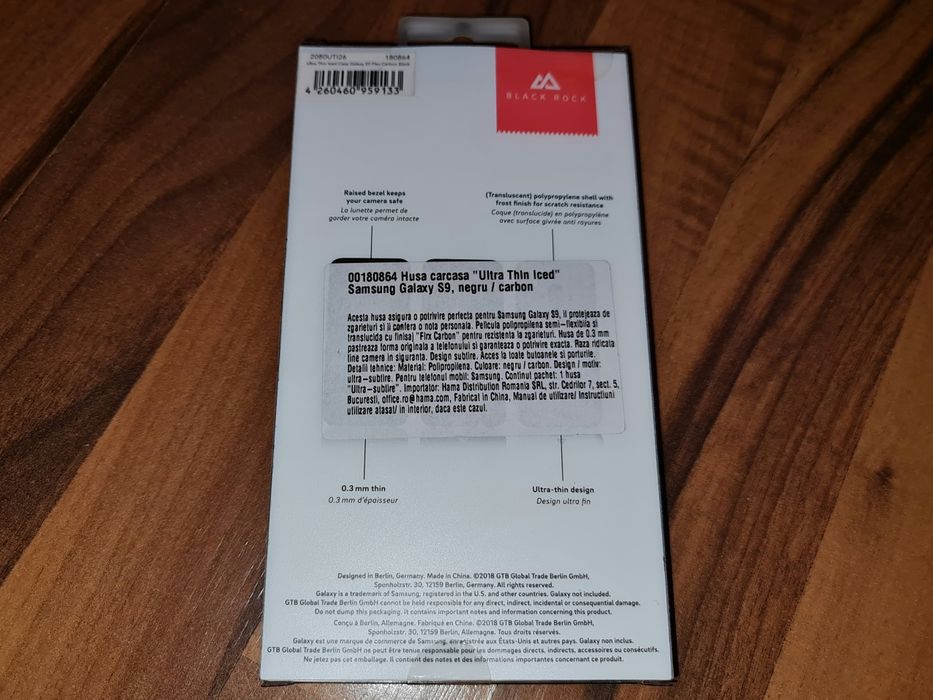 2050UTI26 180864
Ultra Thin Iced Case Galaxy S9 Flex Carbon Black
4 260460 959133
BLACK ROCK
Raised bezel keeps
your camera safe
La lunette permet de
garder votre caméra intacte
(Transluscent) polypropylene shell with
frost finish for scratch resistance
Coque (translucide) en polypropylène
avec surface givrée anti rayures
00180864 Husa carcasa "Ultra Thin Iced"
Samsung Galaxy S9, negru / carbon
Acesta husa asigura o potrivire perfecta pentru Samsung Galaxy S9, il protejeaza de
zgarieturi si ii confera o nota personala. Pelicula polipropilena semi-flexibila si
translucida cu finisaj "Firx Carbon" pentru rezistenta la zgarieturi. Husa de 0.3 mm
pastreaza forma originala a telefonului si garanteaza o potrivire exacta. Raza ridicata
tine camera in siguranta. Design subtire. Acces la toate butoanele si porturile.
Detalii tehnice: Material: Polipropilena. Culoare: negru / carbon. Design / motiv:
ultra-subtire. Pentru telefonul mobil: Samsung. Continut pachet: 1 husa
"Ultra-subtire". Importator: Hama Distribution Romania SRL, str. Cedrilor 7, sect. 5,
Bucuresti, office.ro@hama.com, Fabricat in China, Manual de utilizare/ Instructiuni
utilizare atasat/ in interior, daca este cazul.
0.3 mm thin
0.3 mm d'épaisseur
Ultra-thin design
Design ultra fin
Designed in Berlin, Germany. Made in China. ©2018 GTB Global Trade Berlin GmbH,
Sponholzstr. 30, 12159 Berlin, Germany. All rights reserved.
Galaxy is a trademark of Samsung, registered in the U.S. and other countries. Galaxy not included.
GTB Global Trade Berlin GmbH cannot be held responsible for any direct, indirect, incidental or consequential damage.
Do not dump this packaging. It contains important notes and information concerning this product.
Conçu à Berlin, Allemagne. Fabriqué en Chine. ©2018 GTB Global Trade Berlin GmbH,
Sponholzstr. 30, 12159 Berlin, Allemagne. Tous droits réservés.
Galaxy est une marque de commerce de Samsung, enregistrée aux États-Unis et autres pays. Galaxy non inclus.
GTB Global Trade Berlin GmbH ne peut être tenue responsible pour les dommages directs, indirects, accessoires ou consécutifs.
Ne jetez pas cet emballage. Il contient des notes et des informations importantes concernant ce produit.